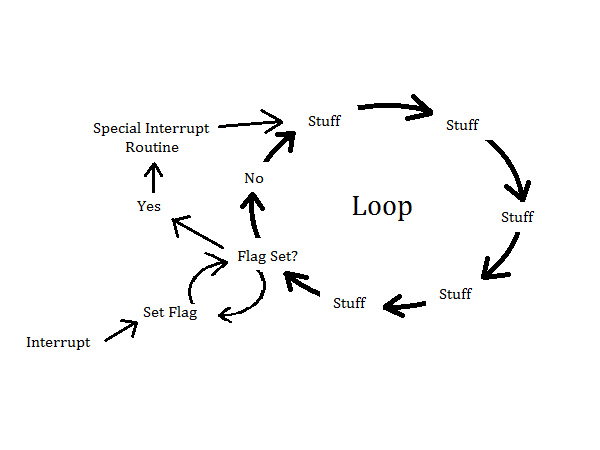 Stuff
Stuff
Special Interrupt
Routine
No
Yes
Loop
Stuff
Flag Set?
Stuff
Stuff
Set Flag
Interrupt